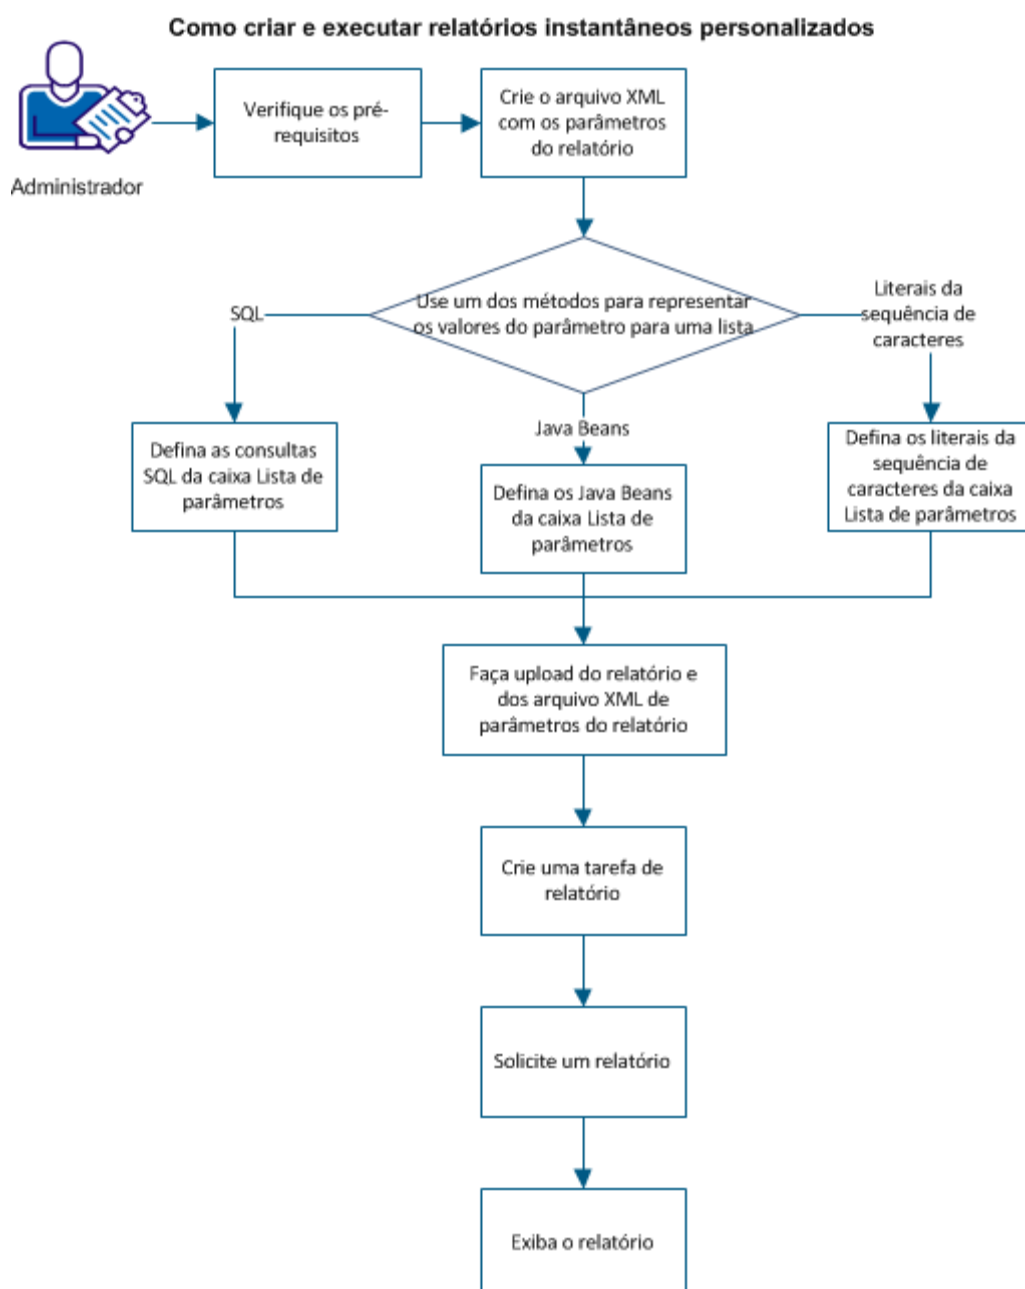 Como criar e executar relatórios instantâneos personalizados
Administrador
Verifique os pré-
requisitos
Crie o arquivo XML
com os parâmetros
do relatório
Use um dos métodos para representar
os valores do parâmetro para uma lista
SQL
Java Beans
Literais da
sequência de
caracteres
Defina as consultas
SQL da caixa Lista de
parâmetros
Defina os Java Beans
da caixa Lista de
parâmetros
Defina os literais da
sequência de
caracteres da caixa
Lista de parâmetros
Faça upload do relatório e
dos arquivo XML de
parâmetros do relatório
Crie uma tarefa de
relatório
Solicite um relatório
Exiba o relatório